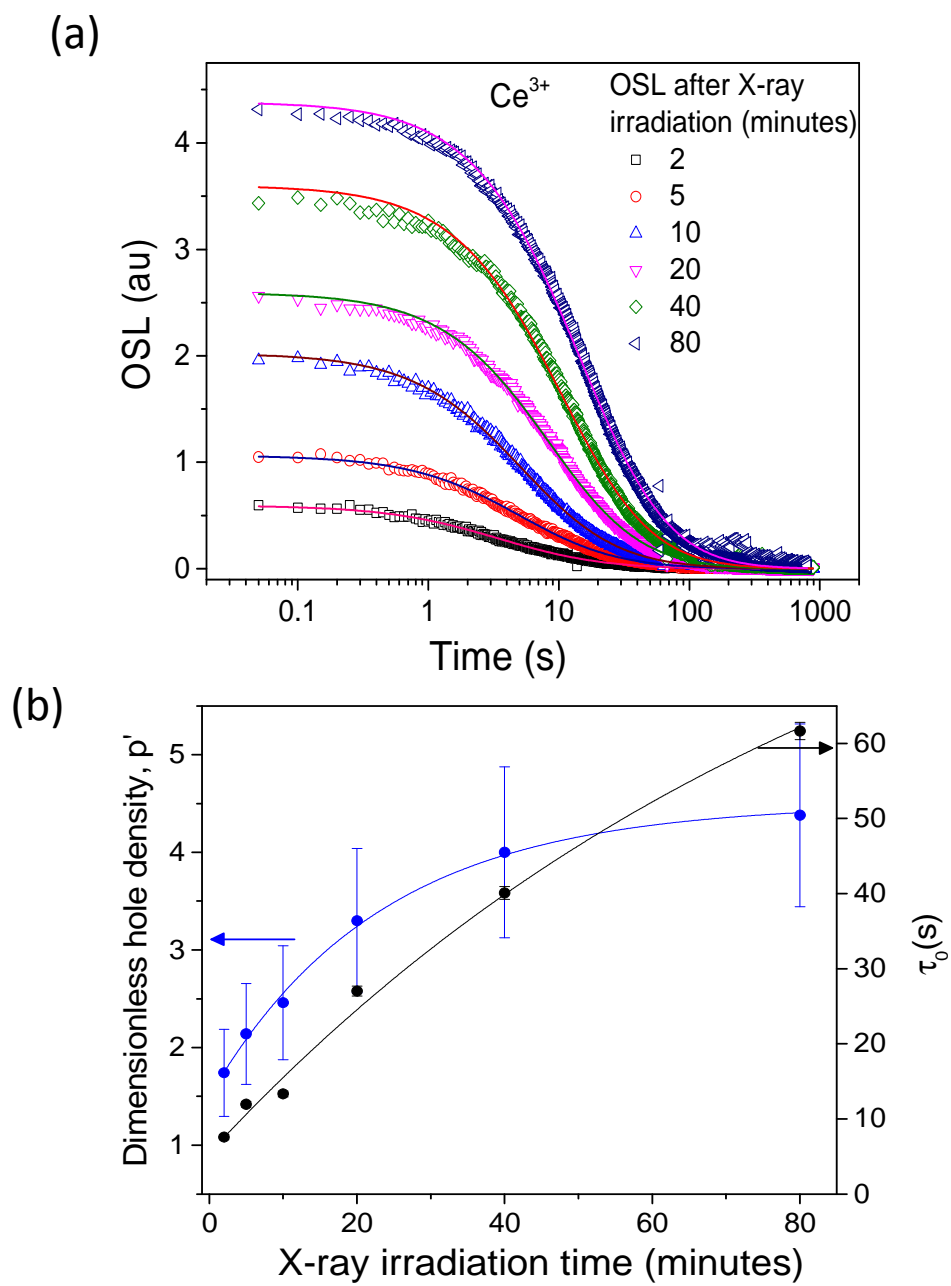 (a)
Ce³⁺
OSL after X-ray
irradiation (minutes)
2
5
10
20
40
80
4
3
2
1
0
OSL (au)
0.1 1 10 100 1000
Time (s)
(b)
5
4
3
2
1
Dimensionless hole density, p'
60
50
40
30
20
10
0
τ₀(s)
0 20 40 60 80
X-ray irradiation time (minutes)